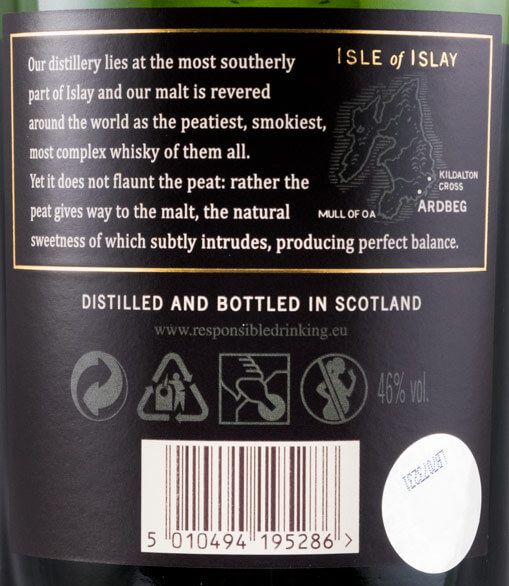 Our distillery lies at the most southerly
part of Islay and our malt is revered
around the world as the peatiest, smokiest,
most complex whisky of them all.
Yet it does not flaunt the peat: rather the
peat gives way to the malt, the natural
sweetness of which subtly intrudes, producing perfect balance.
ISLE of ISLAY
KILDALTON
CROSS
ARDBEG
MULL OF OA
DISTILLED AND BOTTLED IN SCOTLAND
www.responsibledrinking.eu
46% vol.
5 010494 195286 >